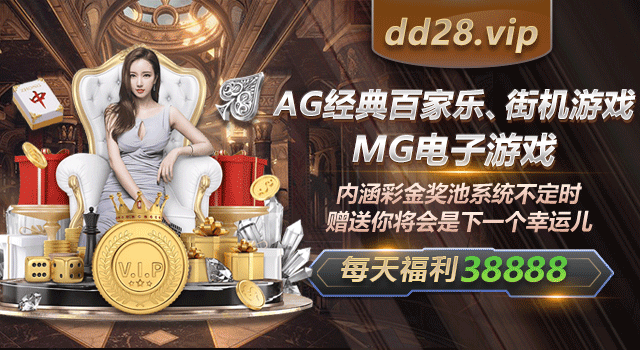 dd28.vip
AG经典百家乐、街机游戏
MG电子游戏
内涵彩金奖池系统不定时
赠送你将会是下一个幸运儿
每天福利38888
中
V.I.P